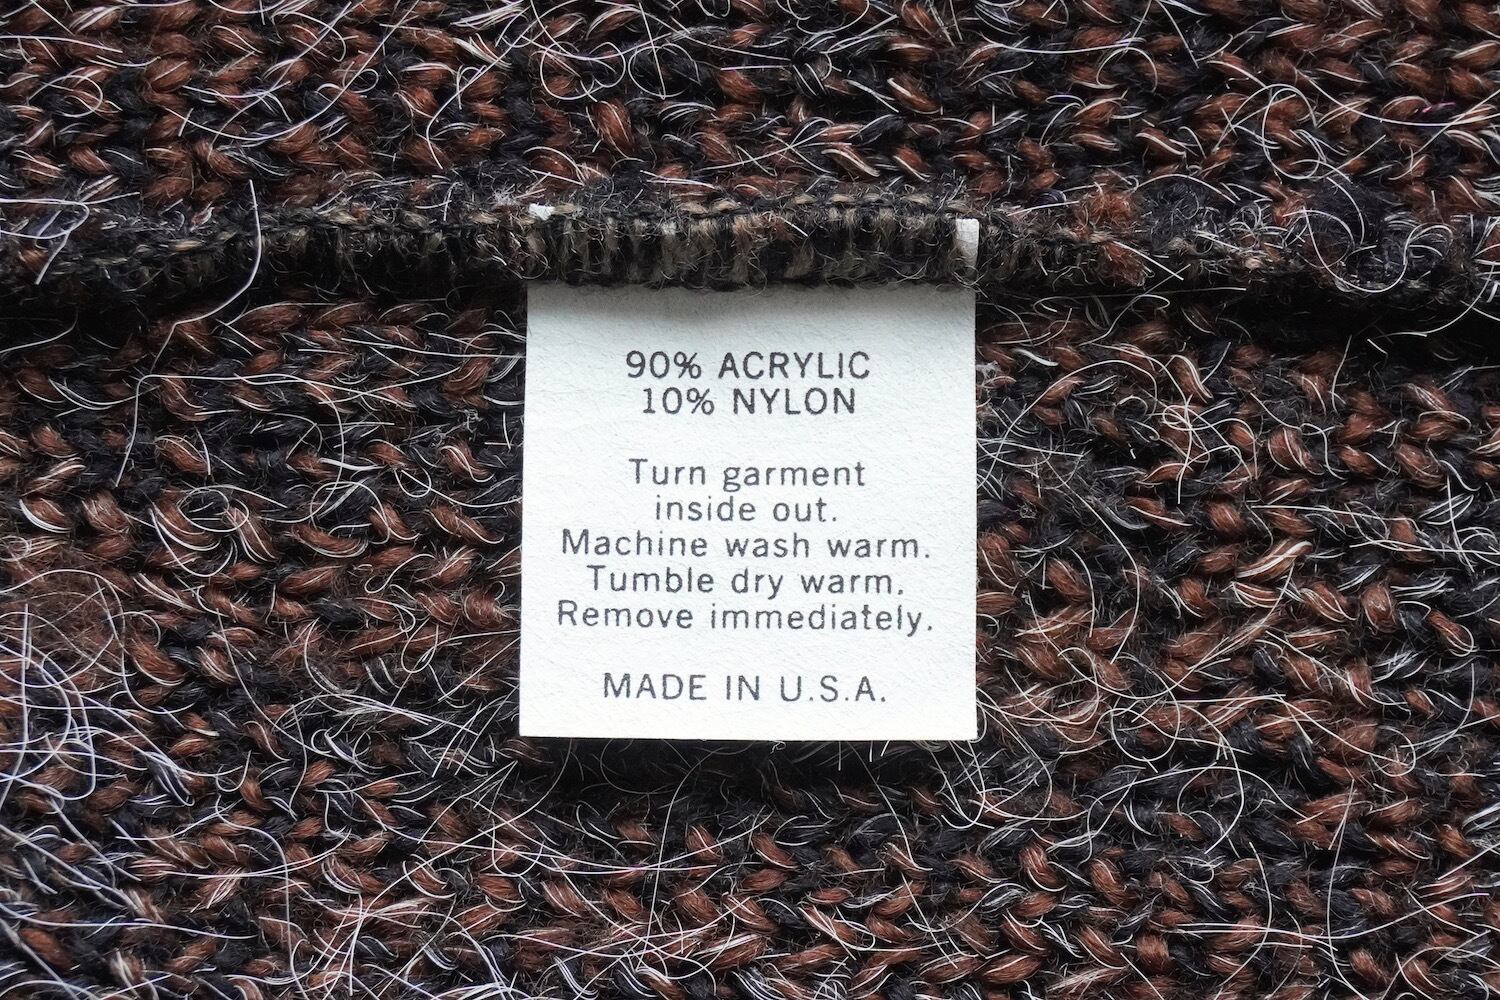 90% ACRYLIC
10% NYLON
Turn garment
inside out.
Machine wash warm.
Tumble dry warm.
Remove immediately.
MADE IN U.S.A.